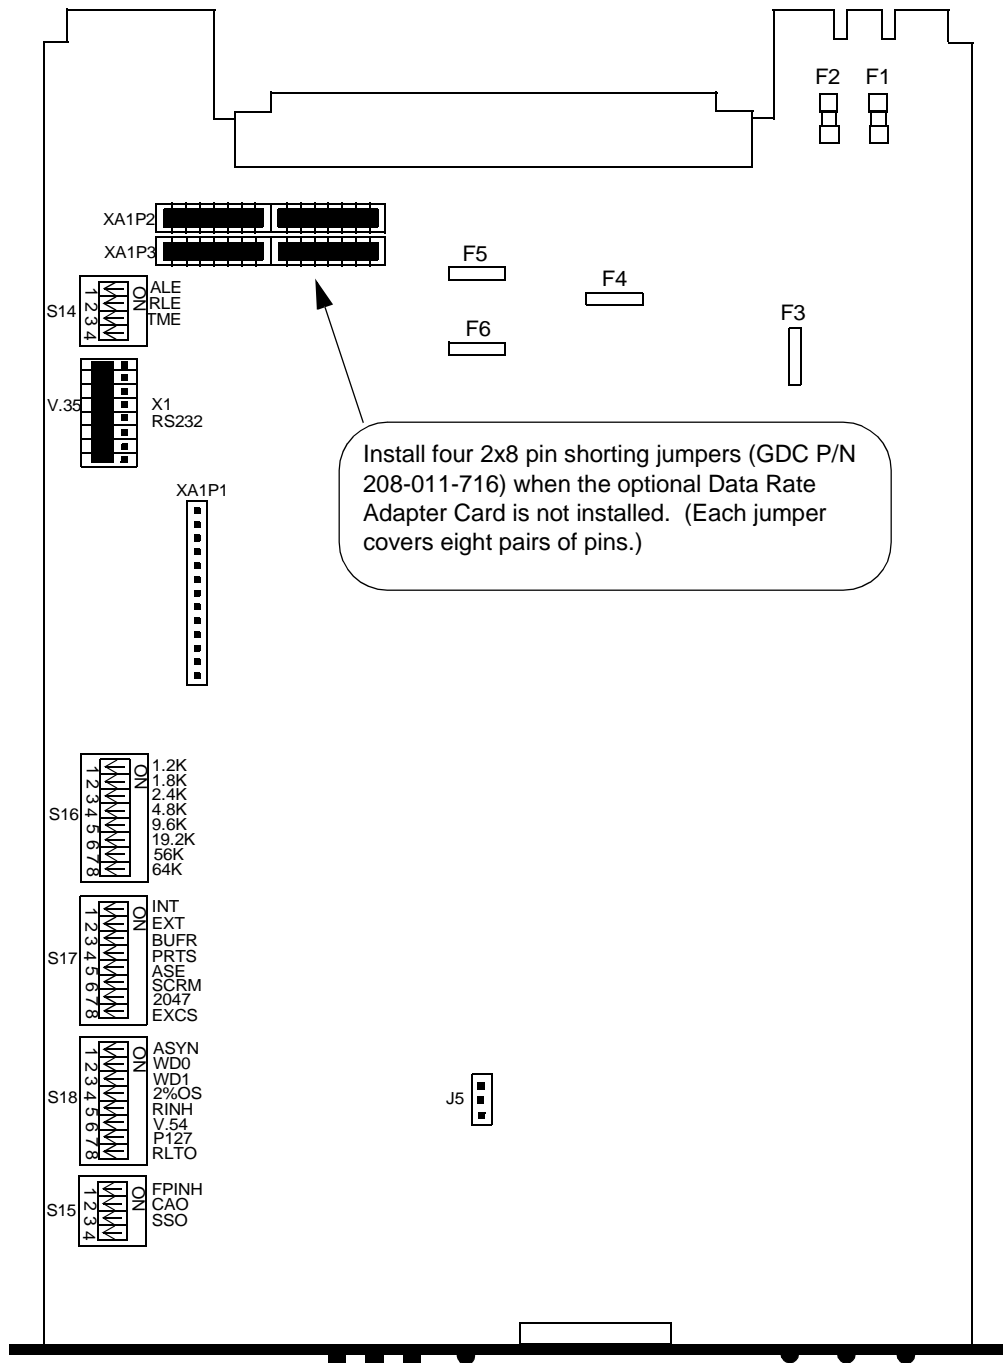 F2 F1
XA1P2
XA1P3
F5
F4
F6
F3
S14
1 2 3 4
ON
ALE
RLE
TME
V.35
X1
RS232
Install four 2x8 pin shorting jumpers (GDC P/N
208-011-716) when the optional Data Rate
Adapter Card is not installed. (Each jumper
covers eight pairs of pins.)
XA1P1
S16
1 2 3 4 5 6 7 8
ON
1.2K
1.8K
2.4K
4.8K
9.6K
19.2K
56K
64K
S17
1 2 3 4 5 6 7 8
ON
INT
EXT
BUFR
PRTS
ASE
SCRM
2047
EXCS
S18
1 2 3 4 5 6 7 8
ON
ASYN
WD0
WD1
2%OS
RINH
V.54
P127
RLTO
J5
S15
1 2 3 4
ON
FPINH
CAO
SSO